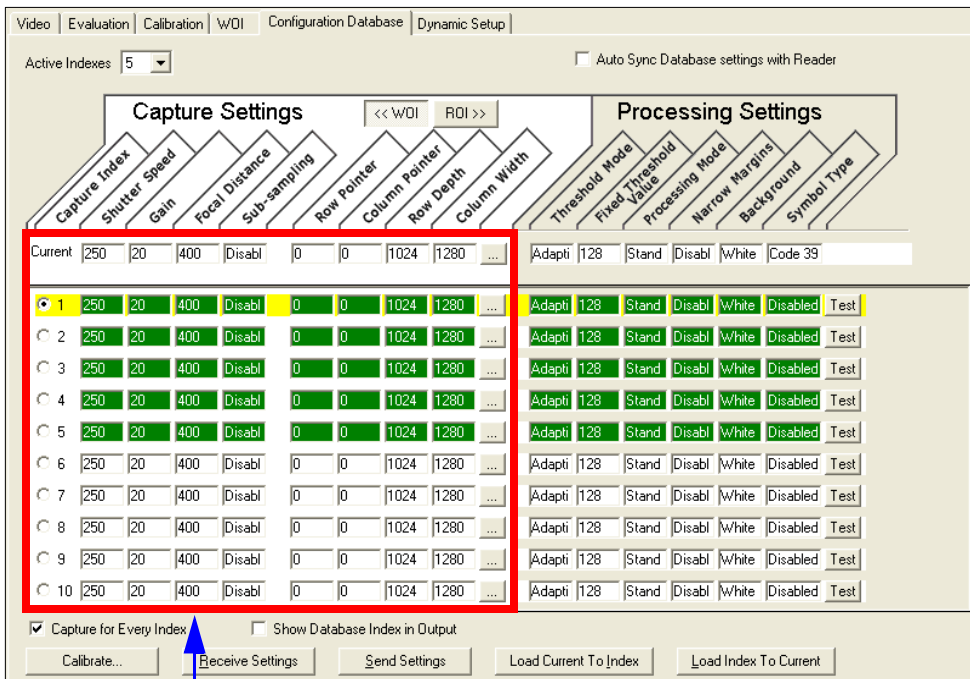 Video Evaluation Calibration WOI Configuration Database Dynamic Setup
Active Indexes 5 Auto Sync Database settings with Reader
Capture Settings << WOI ROI >> Processing Settings
Capture Index Shutter Speed Gain Focal Distance Sub-sampling Row Pointer Column Pointer Row Depth Column Width Threshold Mode Fixed Threshold Value Processing Mode Narrow Margins Background Symbol Type
Current 250 20 400 Disabl 0 0 1024 1280 ... Adapti 128 Stand Disabl White Code 39
1 250 20 400 Disabl 0 0 1024 1280 ... Adapti 128 Stand Disabl White Disabled Test
2 250 20 400 Disabl 0 0 1024 1280 ... Adapti 128 Stand Disabl White Disabled Test
3 250 20 400 Disabl 0 0 1024 1280 ... Adapti 128 Stand Disabl White Disabled Test
4 250 20 400 Disabl 0 0 1024 1280 ... Adapti 128 Stand Disabl White Disabled Test
5 250 20 400 Disabl 0 0 1024 1280 ... Adapti 128 Stand Disabl White Disabled Test
6 250 20 400 Disabl 0 0 1024 1280 ... Adapti 128 Stand Disabl White Disabled Test
7 250 20 400 Disabl 0 0 1024 1280 ... Adapti 128 Stand Disabl White Disabled Test
8 250 20 400 Disabl 0 0 1024 1280 ... Adapti 128 Stand Disabl White Disabled Test
9 250 20 400 Disabl 0 0 1024 1280 ... Adapti 128 Stand Disabl White Disabled Test
10 250 20 400 Disabl 0 0 1024 1280 ... Adapti 128 Stand Disabl White Disabled Test
Capture for Every Index Show Database Index in Output
Calibrate... Receive Settings Send Settings Load Current To Index Load Index To Current